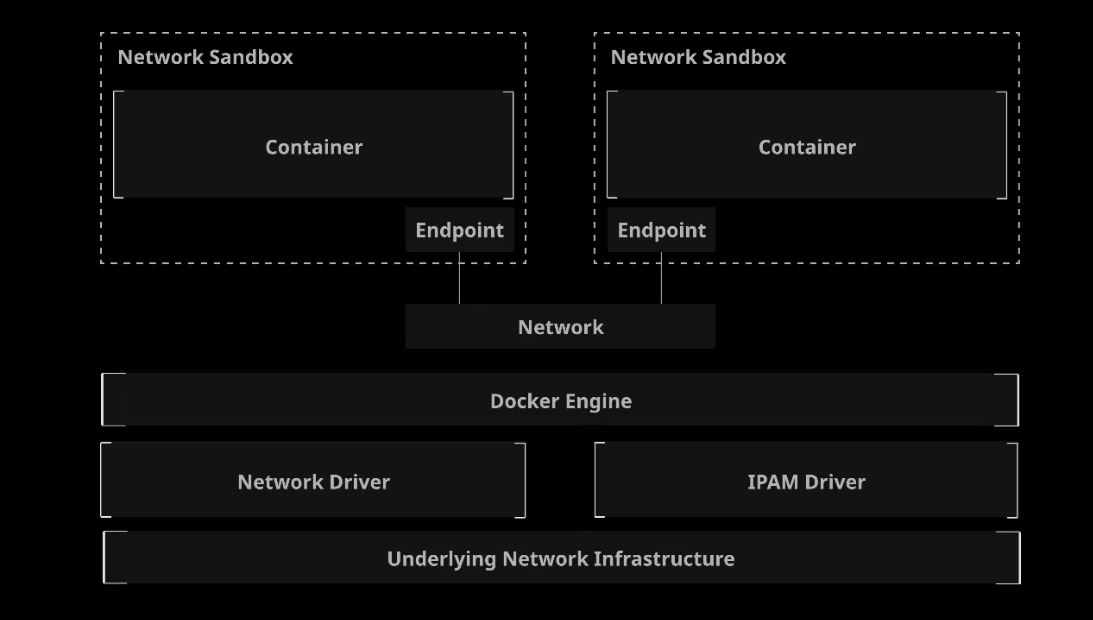 Network Sandbox
Network Sandbox
Container
Container
Endpoint
Endpoint
Network
Docker Engine
Network Driver
IPAM Driver
Underlying Network Infrastructure